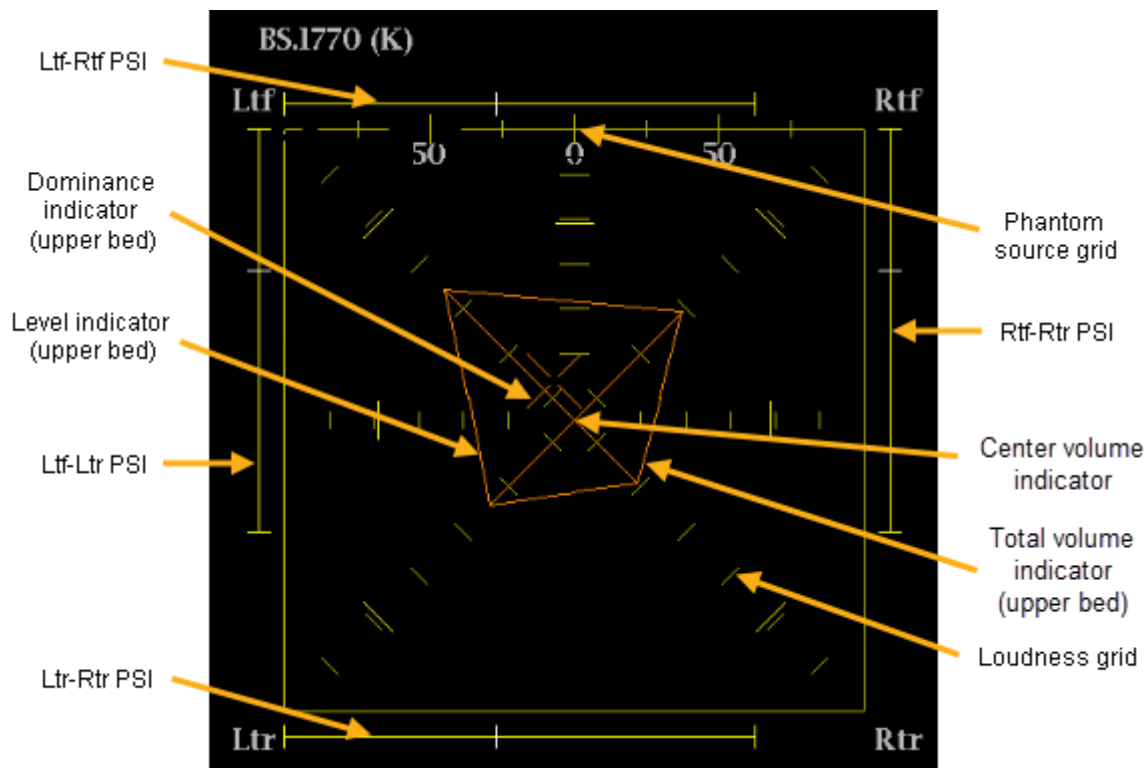 BS.1770 (K)
Ltf-Rtf PSI
Ltf
Rtf
50
0
50
Dominance
indicator
(upper bed)
Phantom
source grid
Level indicator
(upper bed)
Rtf-Rtr PSI
Ltf-Ltr PSI
Center volume
indicator
Total volume
indicator
(upper bed)
Loudness grid
Ltr-Rtr PSI
Ltr
Rtr